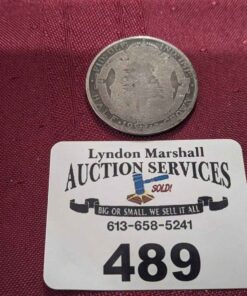 Lyndon Marshall
AUCTION SERVICES
SOLD!
BIG OR SMALL, WE SELL IT ALL
613-658-5241
489